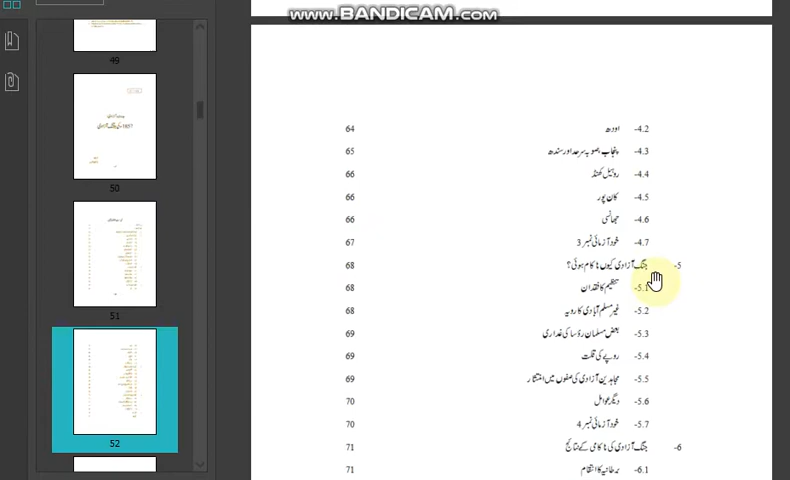 www.BANDICAM.com
49
50
51
52
4.2- اودھ 64
4.3- پنجاب، صوبہ سرحد اور سندھ 65
4.4- روہیل کھنڈ 66
4.5- کان پور 66
4.6- جھانسی 66
4.7- خود آزمائی نمبر 3 67
5- جنگ آزادی کیوں ناکام ہوئی؟ 68
5.1- تنظیم کا فقدان 68
5.2- غیر مسلم آبادی کا رویہ 68
5.3- بعض مسلمان رؤسا کی غداری 69
5.4- روپے کی قلت 69
5.5- مجاہدین آزادی کی صفوں میں انتشار 69
5.6- دیگر عوامل 70
5.7- خود آزمائی نمبر 4 70
6- جنگ آزادی کی ناکامی کے نتائج 71
6.1- برطانیہ کا انتقام 71